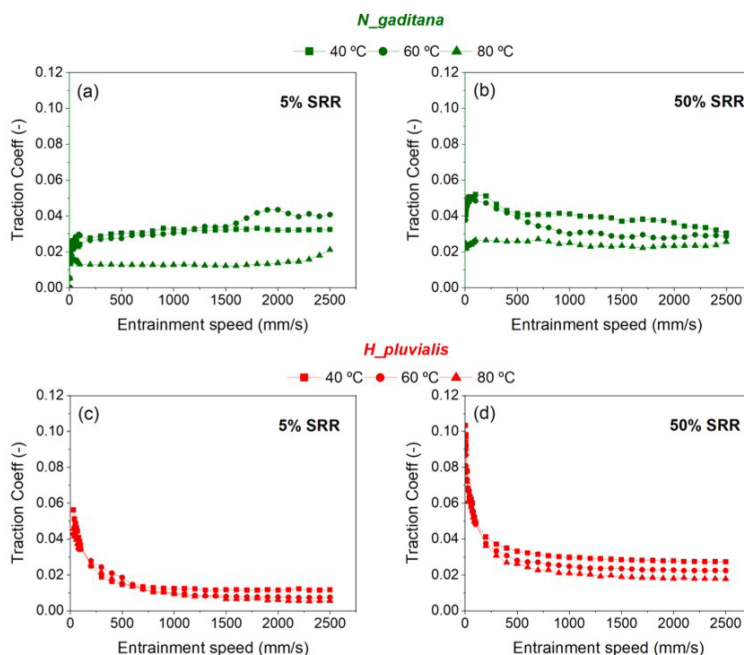 N_gaditana
40 ºC 60 ºC 80 ºC
(a)
5% SRR
Traction Coeff (-)
0.12
0.10
0.08
0.06
0.04
0.02
0.00
0 500 1000 1500 2000 2500
Entrainment speed (mm/s)
(b)
50% SRR
Traction Coeff (-)
0.12
0.10
0.08
0.06
0.04
0.02
0.00
0 500 1000 1500 2000 2500
Entrainment speed (mm/s)
H_pluvialis
40 ºC 60 ºC 80 ºC
(c)
5% SRR
Traction Coeff (-)
0.12
0.10
0.08
0.06
0.04
0.02
0.00
0 500 1000 1500 2000 2500
Entrainment speed (mm/s)
(d)
50% SRR
Traction Coeff (-)
0.12
0.10
0.08
0.06
0.04
0.02
0.00
0 500 1000 1500 2000 2500
Entrainment speed (mm/s)